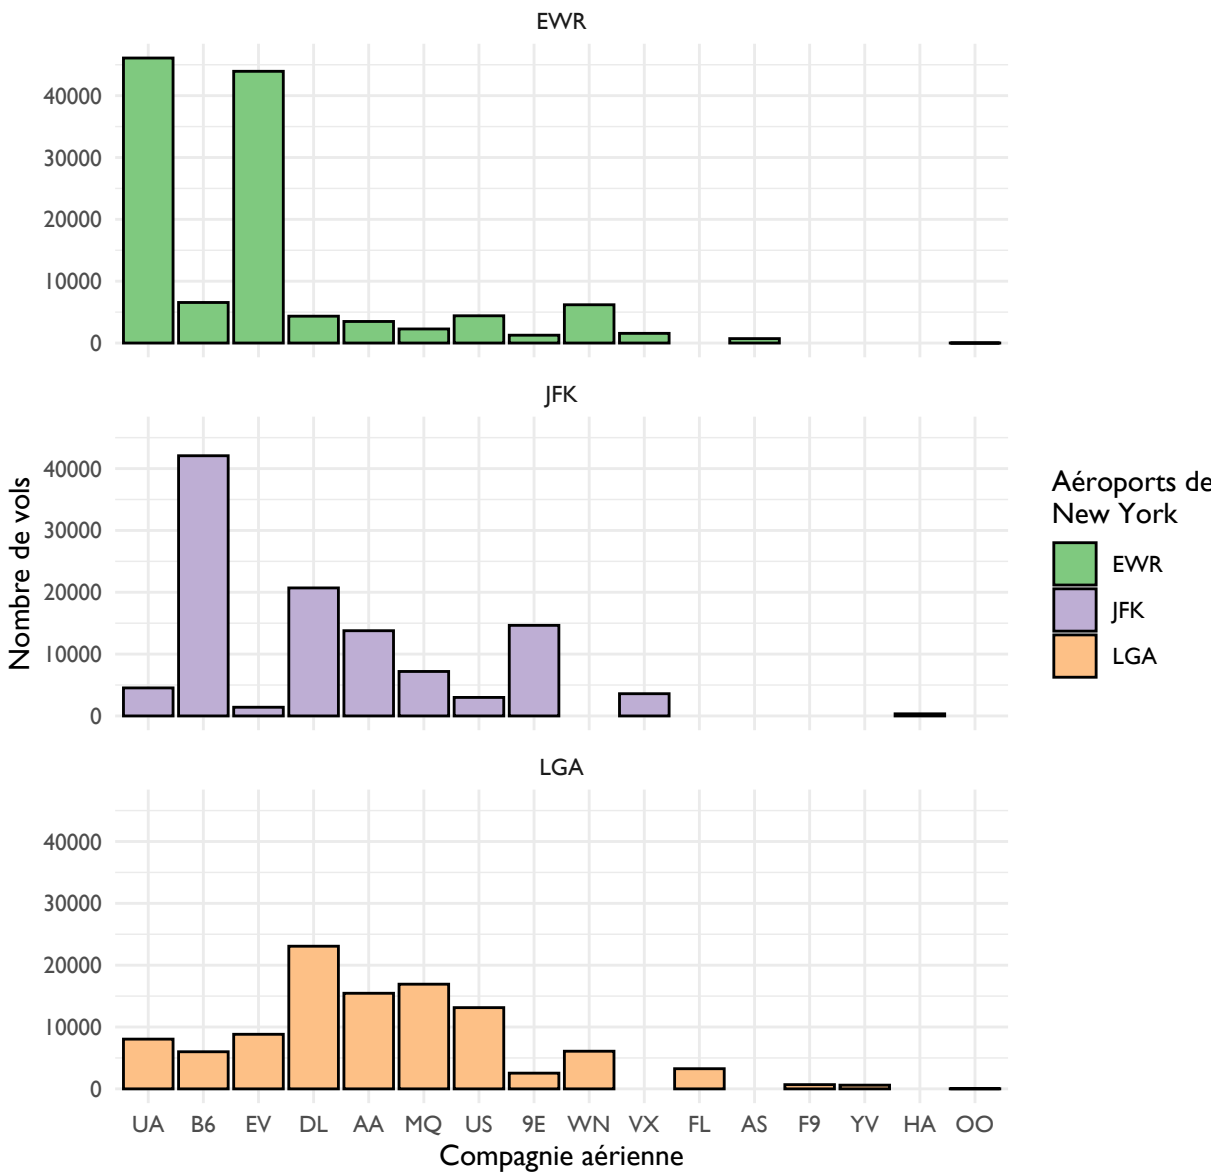 EWR
40000
30000
20000
10000
0
JFK
40000
30000
20000
10000
0
LGA
40000
30000
20000
10000
0
UA B6 EV DL AA MQ US 9E WN VX FL AS F9 YV HA OO
Compagnie aérienne
Nombre de vols
Aéroports de
New York
EWR
JFK
LGA